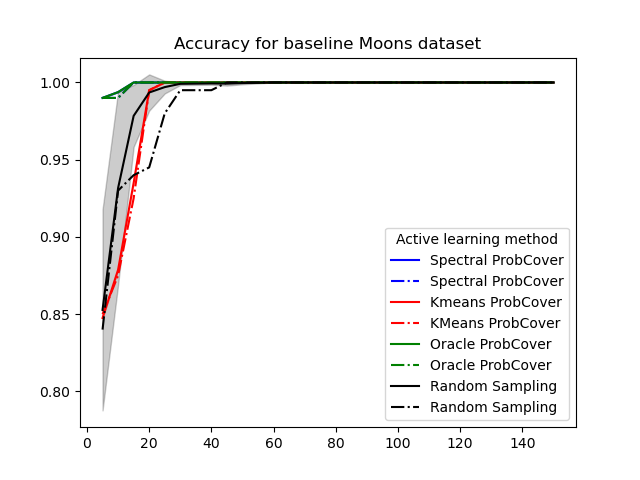 Accuracy for baseline Moons dataset
1.00
0.95
0.90
0.85
0.80
Active learning method
Spectral ProbCover
Spectral ProbCover
Kmeans ProbCover
KMeans ProbCover
Oracle ProbCover
Oracle ProbCover
Random Sampling
Random Sampling
0 20 40 60 80 100 120 140